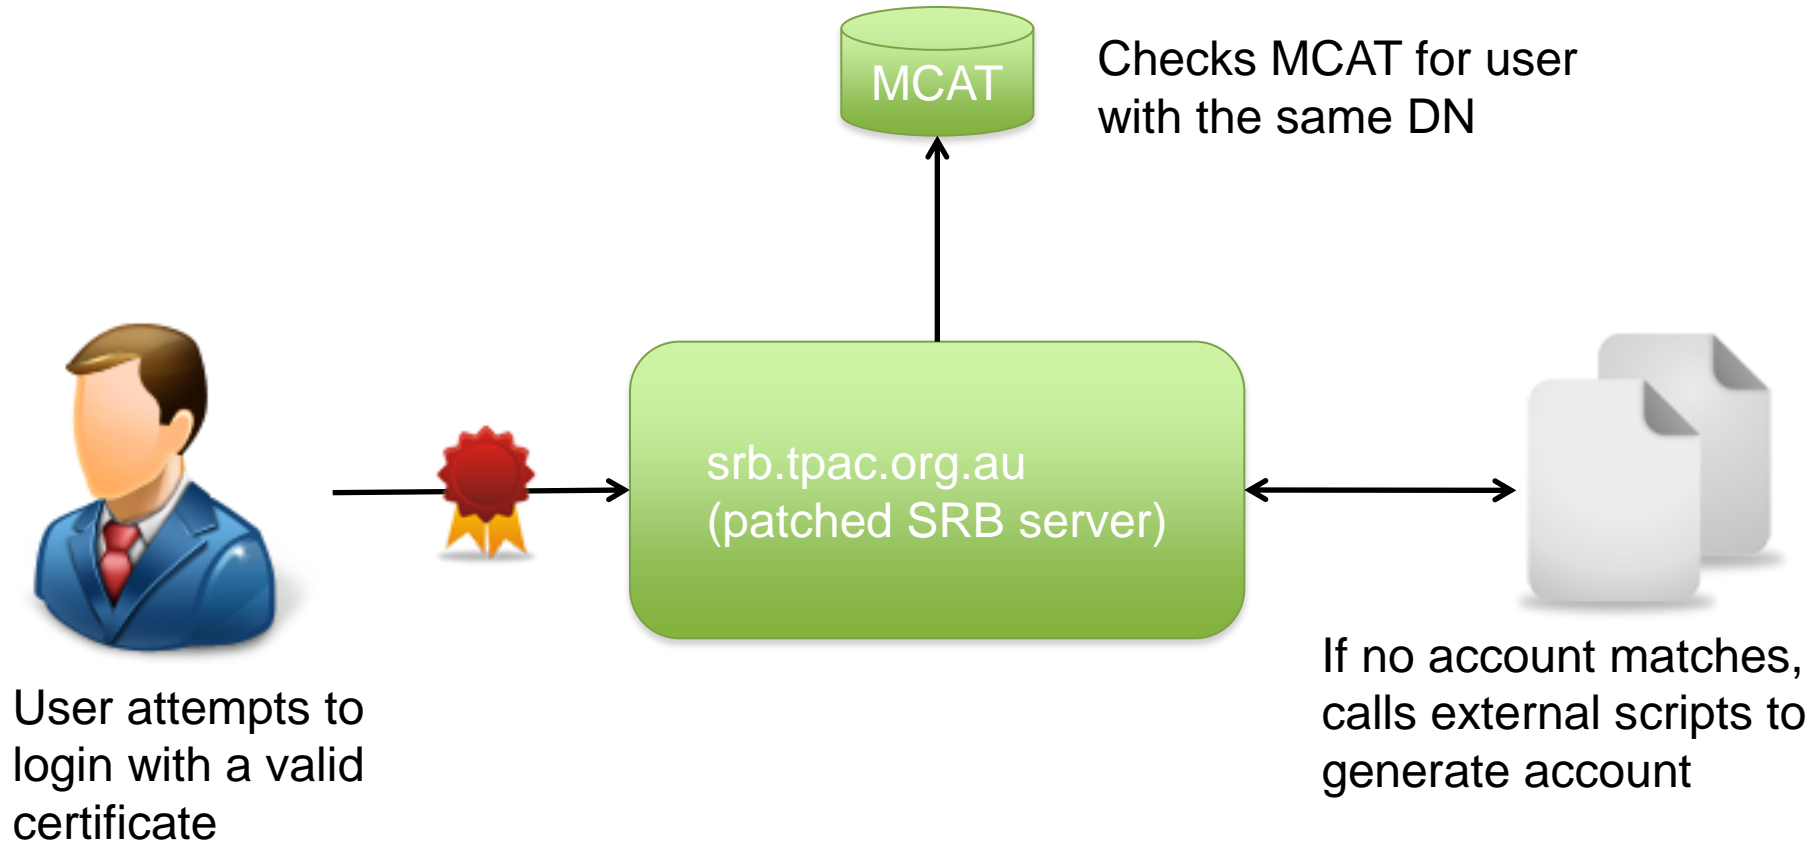 MCAT
Checks MCAT for user
with the same DN
srb.tpac.org.au
(patched SRB server)
User attempts to
login with a valid
certificate
If no account matches,
calls external scripts to
generate account